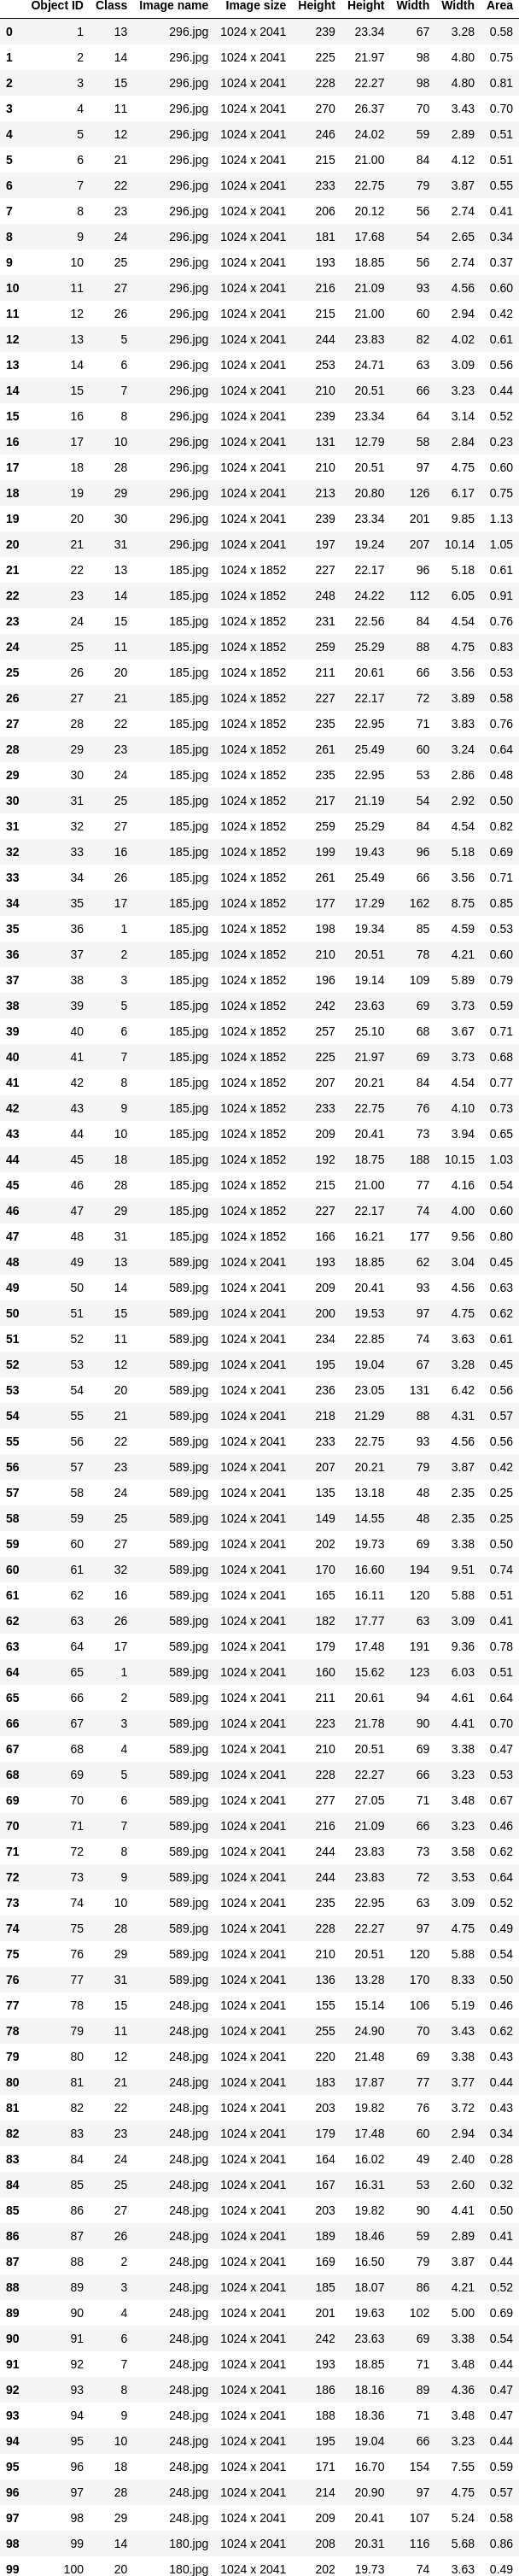 Object ID Class Image name Image size Height Height Width Width Area
0 1 13 296.jpg 1024 x 2041 239 23.34 67 3.28 0.58
1 2 14 296.jpg 1024 x 2041 225 21.97 98 4.80 0.75
2 3 15 296.jpg 1024 x 2041 228 22.27 98 4.80 0.81
3 4 11 296.jpg 1024 x 2041 270 26.37 70 3.43 0.70
4 5 12 296.jpg 1024 x 2041 246 24.02 59 2.89 0.51
5 6 21 296.jpg 1024 x 2041 215 21.00 84 4.12 0.51
6 7 22 296.jpg 1024 x 2041 233 22.75 79 3.87 0.55
7 8 23 296.jpg 1024 x 2041 206 20.12 56 2.74 0.41
8 9 24 296.jpg 1024 x 2041 181 17.68 54 2.65 0.34
9 10 25 296.jpg 1024 x 2041 193 18.85 56 2.74 0.37
10 11 27 296.jpg 1024 x 2041 216 21.09 93 4.56 0.60
11 12 26 296.jpg 1024 x 2041 215 21.00 60 2.94 0.42
12 13 5 296.jpg 1024 x 2041 244 23.83 82 4.02 0.61
13 14 6 296.jpg 1024 x 2041 253 24.71 63 3.09 0.56
14 15 7 296.jpg 1024 x 2041 210 20.51 66 3.23 0.44
15 16 8 296.jpg 1024 x 2041 239 23.34 64 3.14 0.52
16 17 10 296.jpg 1024 x 2041 131 12.79 58 2.84 0.23
17 18 28 296.jpg 1024 x 2041 210 20.51 97 4.75 0.60
18 19 29 296.jpg 1024 x 2041 213 20.80 126 6.17 0.75
19 20 30 296.jpg 1024 x 2041 239 23.34 201 9.85 1.13
20 21 31 296.jpg 1024 x 2041 197 19.24 207 10.14 1.05
21 22 13 185.jpg 1024 x 1852 227 22.17 96 5.18 0.61
22 23 14 185.jpg 1024 x 1852 248 24.22 112 6.05 0.91
23 24 15 185.jpg 1024 x 1852 231 22.56 84 4.54 0.76
24 25 11 185.jpg 1024 x 1852 259 25.29 88 4.75 0.83
25 26 20 185.jpg 1024 x 1852 211 20.61 66 3.56 0.53
26 27 21 185.jpg 1024 x 1852 227 22.17 72 3.89 0.58
27 28 22 185.jpg 1024 x 1852 235 22.95 71 3.83 0.76
28 29 23 185.jpg 1024 x 1852 261 25.49 60 3.24 0.64
29 30 24 185.jpg 1024 x 1852 235 22.95 53 2.86 0.48
30 31 25 185.jpg 1024 x 1852 217 21.19 54 2.92 0.50
31 32 27 185.jpg 1024 x 1852 259 25.29 84 4.54 0.82
32 33 16 185.jpg 1024 x 1852 199 19.43 96 5.18 0.69
33 34 26 185.jpg 1024 x 1852 261 25.49 66 3.56 0.71
34 35 17 185.jpg 1024 x 1852 177 17.29 162 8.75 0.85
35 36 1 185.jpg 1024 x 1852 198 19.34 85 4.59 0.53
36 37 2 185.jpg 1024 x 1852 210 20.51 78 4.21 0.60
37 38 3 185.jpg 1024 x 1852 196 19.14 109 5.89 0.79
38 39 5 185.jpg 1024 x 1852 242 23.63 69 3.73 0.59
39 40 6 185.jpg 1024 x 1852 257 25.10 68 3.67 0.71
40 41 7 185.jpg 1024 x 1852 225 21.97 69 3.73 0.68
41 42 8 185.jpg 1024 x 1852 207 20.21 84 4.54 0.77
42 43 9 185.jpg 1024 x 1852 233 22.75 76 4.10 0.73
43 44 10 185.jpg 1024 x 1852 209 20.41 73 3.94 0.65
44 45 18 185.jpg 1024 x 1852 192 18.75 188 10.15 1.03
45 46 28 185.jpg 1024 x 1852 215 21.00 77 4.16 0.54
46 47 29 185.jpg 1024 x 1852 227 22.17 74 4.00 0.60
47 48 31 185.jpg 1024 x 1852 166 16.21 177 9.56 0.80
48 49 13 589.jpg 1024 x 2041 193 18.85 62 3.04 0.45
49 50 14 589.jpg 1024 x 2041 209 20.41 93 4.56 0.63
50 51 15 589.jpg 1024 x 2041 200 19.53 97 4.75 0.62
51 52 11 589.jpg 1024 x 2041 234 22.85 74 3.63 0.61
52 53 12 589.jpg 1024 x 2041 195 19.04 67 3.28 0.45
53 54 20 589.jpg 1024 x 2041 236 23.05 131 6.42 0.56
54 55 21 589.jpg 1024 x 2041 218 21.29 88 4.31 0.57
55 56 22 589.jpg 1024 x 2041 233 22.75 93 4.56 0.56
56 57 23 589.jpg 1024 x 2041 207 20.21 79 3.87 0.42
57 58 24 589.jpg 1024 x 2041 135 13.18 48 2.35 0.25
58 59 25 589.jpg 1024 x 2041 149 14.55 48 2.35 0.25
59 60 27 589.jpg 1024 x 2041 202 19.73 69 3.38 0.50
60 61 32 589.jpg 1024 x 2041 170 16.60 194 9.51 0.74
61 62 16 589.jpg 1024 x 2041 165 16.11 120 5.88 0.51
62 63 26 589.jpg 1024 x 2041 182 17.77 63 3.09 0.41
63 64 17 589.jpg 1024 x 2041 179 17.48 191 9.36 0.78
64 65 1 589.jpg 1024 x 2041 160 15.62 123 6.03 0.51
65 66 2 589.jpg 1024 x 2041 211 20.61 94 4.61 0.64
66 67 3 589.jpg 1024 x 2041 223 21.78 90 4.41 0.70
67 68 4 589.jpg 1024 x 2041 210 20.51 69 3.38 0.47
68 69 5 589.jpg 1024 x 2041 228 22.27 66 3.23 0.53
69 70 6 589.jpg 1024 x 2041 277 27.05 71 3.48 0.67
70 71 7 589.jpg 1024 x 2041 216 21.09 66 3.23 0.46
71 72 8 589.jpg 1024 x 2041 244 23.83 73 3.58 0.62
72 73 9 589.jpg 1024 x 2041 244 23.83 72 3.53 0.64
73 74 10 589.jpg 1024 x 2041 235 22.95 63 3.09 0.52
74 75 28 589.jpg 1024 x 2041 228 22.27 97 4.75 0.49
75 76 29 589.jpg 1024 x 2041 210 20.51 120 5.88 0.54
76 77 31 589.jpg 1024 x 2041 136 13.28 170 8.33 0.50
77 78 15 248.jpg 1024 x 2041 155 15.14 106 5.19 0.46
78 79 11 248.jpg 1024 x 2041 255 24.90 70 3.43 0.62
79 80 12 248.jpg 1024 x 2041 220 21.48 69 3.38 0.43
80 81 21 248.jpg 1024 x 2041 183 17.87 77 3.77 0.44
81 82 22 248.jpg 1024 x 2041 203 19.82 76 3.72 0.43
82 83 23 248.jpg 1024 x 2041 179 17.48 60 2.94 0.34
83 84 24 248.jpg 1024 x 2041 164 16.02 49 2.40 0.28
84 85 25 248.jpg 1024 x 2041 167 16.31 53 2.60 0.32
85 86 27 248.jpg 1024 x 2041 203 19.82 90 4.41 0.50
86 87 26 248.jpg 1024 x 2041 189 18.46 59 2.89 0.41
87 88 2 248.jpg 1024 x 2041 169 16.50 79 3.87 0.44
88 89 3 248.jpg 1024 x 2041 185 18.07 86 4.21 0.52
89 90 4 248.jpg 1024 x 2041 201 19.63 102 5.00 0.69
90 91 6 248.jpg 1024 x 2041 242 23.63 69 3.38 0.54
91 92 7 248.jpg 1024 x 2041 193 18.85 71 3.48 0.44
92 93 8 248.jpg 1024 x 2041 186 18.16 89 4.36 0.47
93 94 9 248.jpg 1024 x 2041 188 18.36 71 3.48 0.47
94 95 10 248.jpg 1024 x 2041 195 19.04 66 3.23 0.44
95 96 18 248.jpg 1024 x 2041 171 16.70 154 7.55 0.59
96 97 28 248.jpg 1024 x 2041 214 20.90 97 4.75 0.57
97 98 29 248.jpg 1024 x 2041 209 20.41 107 5.24 0.58
98 99 14 180.jpg 1024 x 2041 208 20.31 116 5.68 0.86
99 100 20 180.jpg 1024 x 2041 202 19.73 74 3.63 0.49